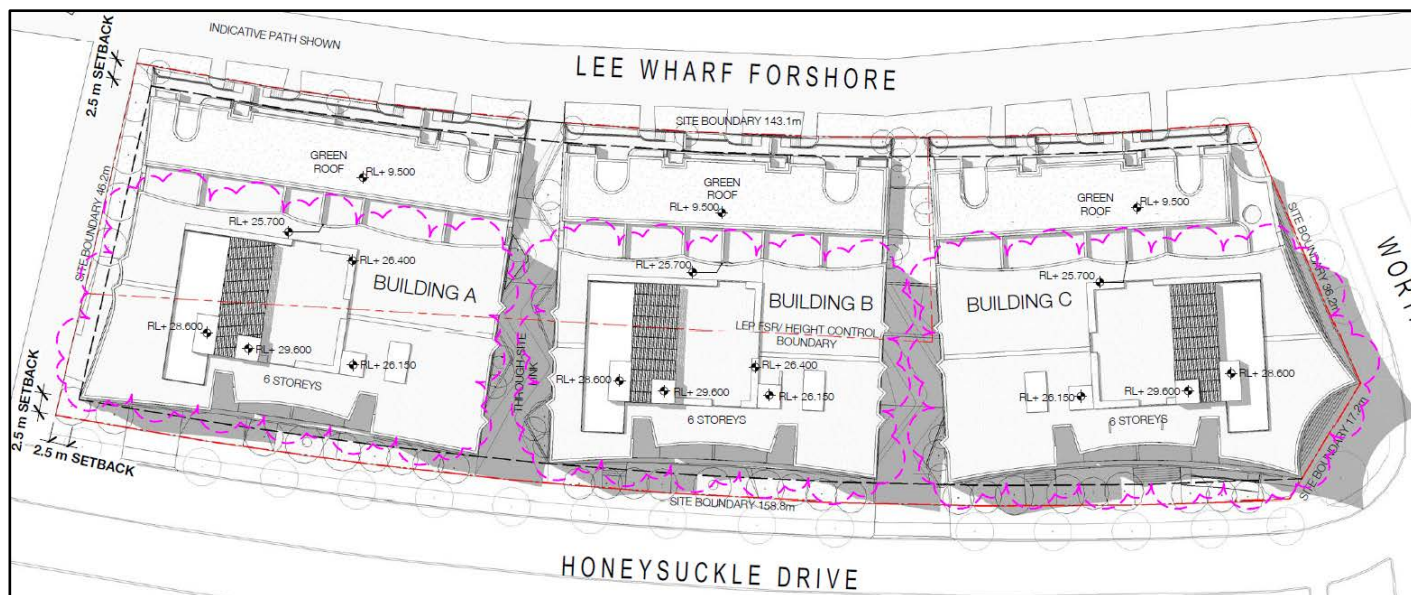 INDICATIVE PATH SHOWN
LEE WHARF FORSHORE
2.5 m SETBACK
SITE BOUNDARY 143.1m
SITE BOUNDARY 46.2m
GREEN
ROOF
RL+ 9.500
GREEN
ROOF
RL+ 9.500
GREEN
ROOF
RL+ 9.500
SITE BOUNDARY 36.2m
RL+ 25.700
RL+ 26.400
BUILDING A
RL+ 28.600
RL+ 29.600
RL+ 26.150
6 STOREYS
THROUGH SITE
LINK
RL+ 25.700
BUILDING B
LEP FSR/ HEIGHT CONTROL
BOUNDARY
RL+ 26.400
RL+ 28.600
RL+ 29.600
RL+ 26.150
6 STOREYS
RL+ 25.700
BUILDING C
RL+ 28.600
RL+ 29.600
RL+ 26.150
6 STOREYS
SITE BOUNDARY 17.2m
2.5 m SETBACK
2.5 m SETBACK
SITE BOUNDARY 158.8m
HONEYSUCKLE DRIVE